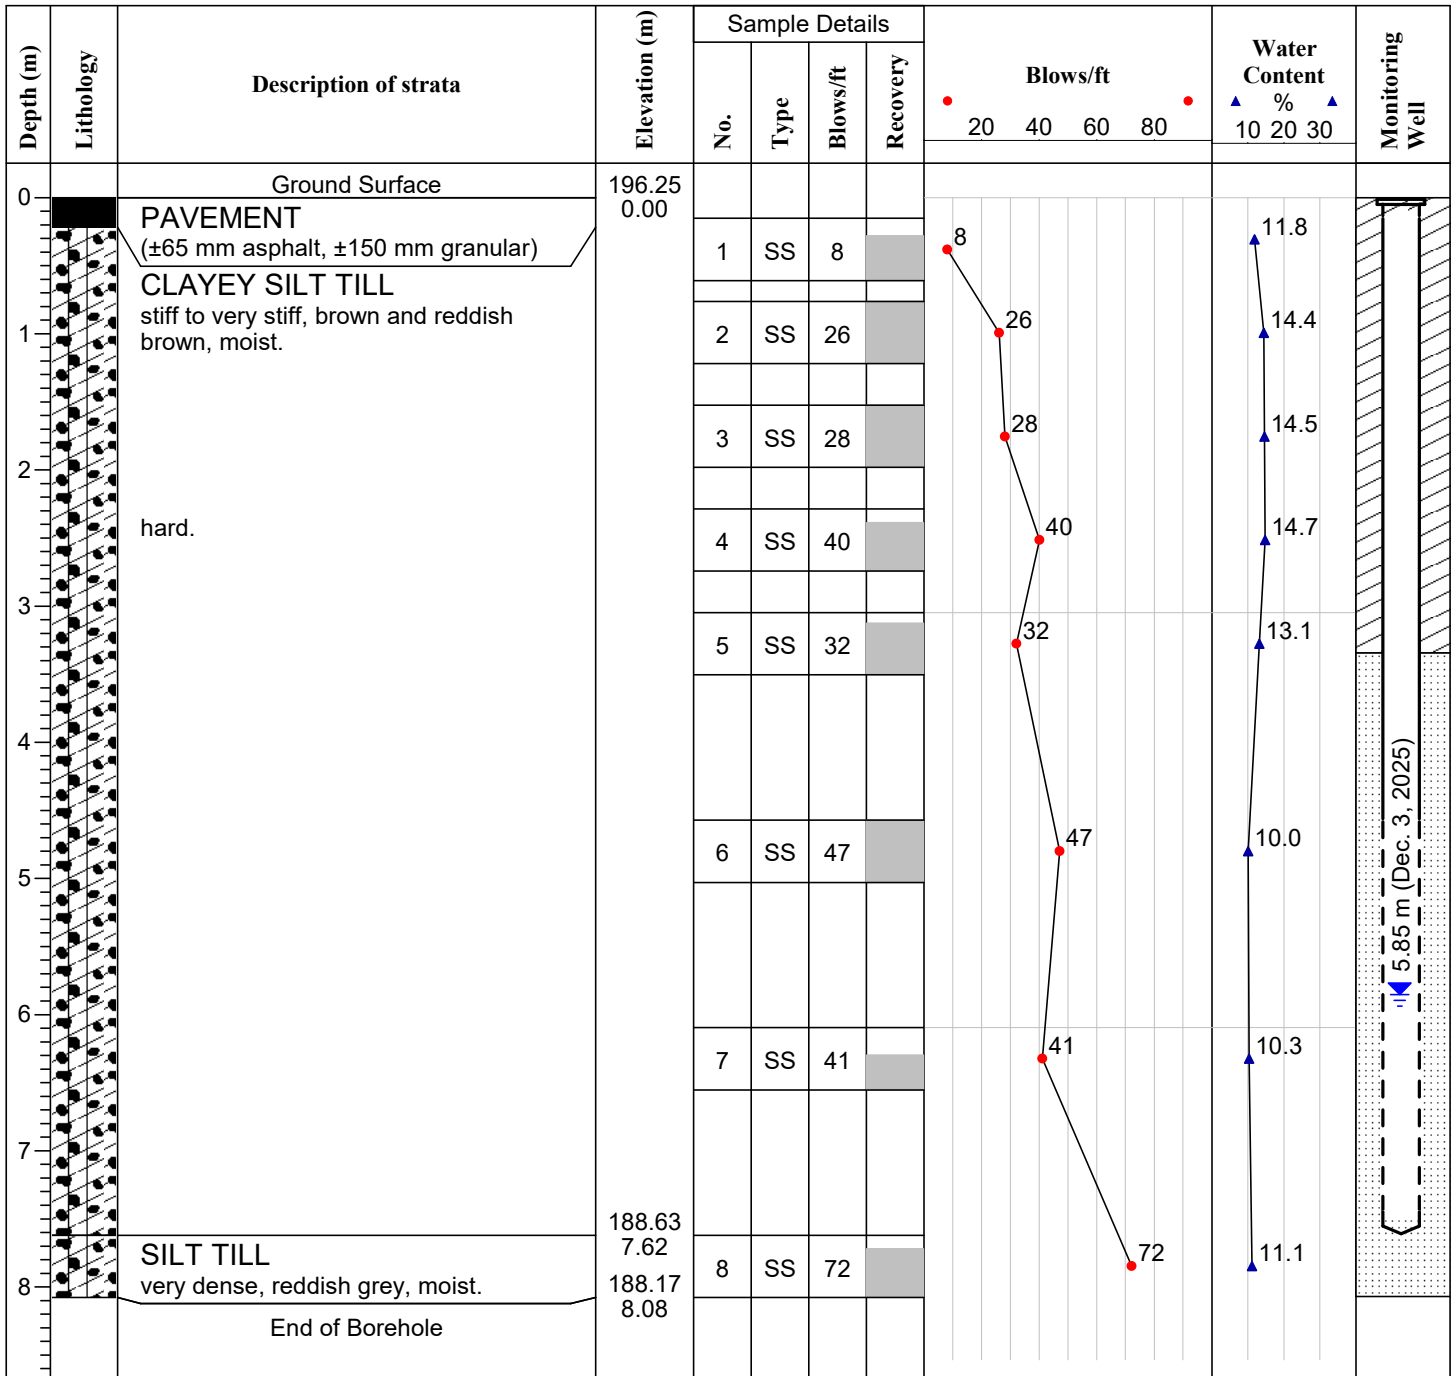 Depth (m)
Lithology
Description of strata
Elevation (m)
Sample Details
No.
Type
Blows/ft
Recovery
Blows/ft
20 40 60 80
Water
Content
%
10 20 30
Monitoring
Well
Ground Surface
196.25
0.00
0
PAVEMENT
(±65 mm asphalt, ±150 mm granular)
1 SS 8
8
11.8
CLAYEY SILT TILL
stiff to very stiff, brown and reddish
brown, moist.
1
2 SS 26
26
14.4
3 SS 28
28
14.5
2
hard.
4 SS 40
40
14.7
3
5 SS 32
32
13.1
4
6 SS 47
47
10.0
5
5.85 m (Dec. 3, 2025)
6
7 SS 41
41
10.3
7
188.63
7.62
SILT TILL
very dense, reddish grey, moist.
8 SS 72
72
11.1
8
188.17
8.08
End of Borehole